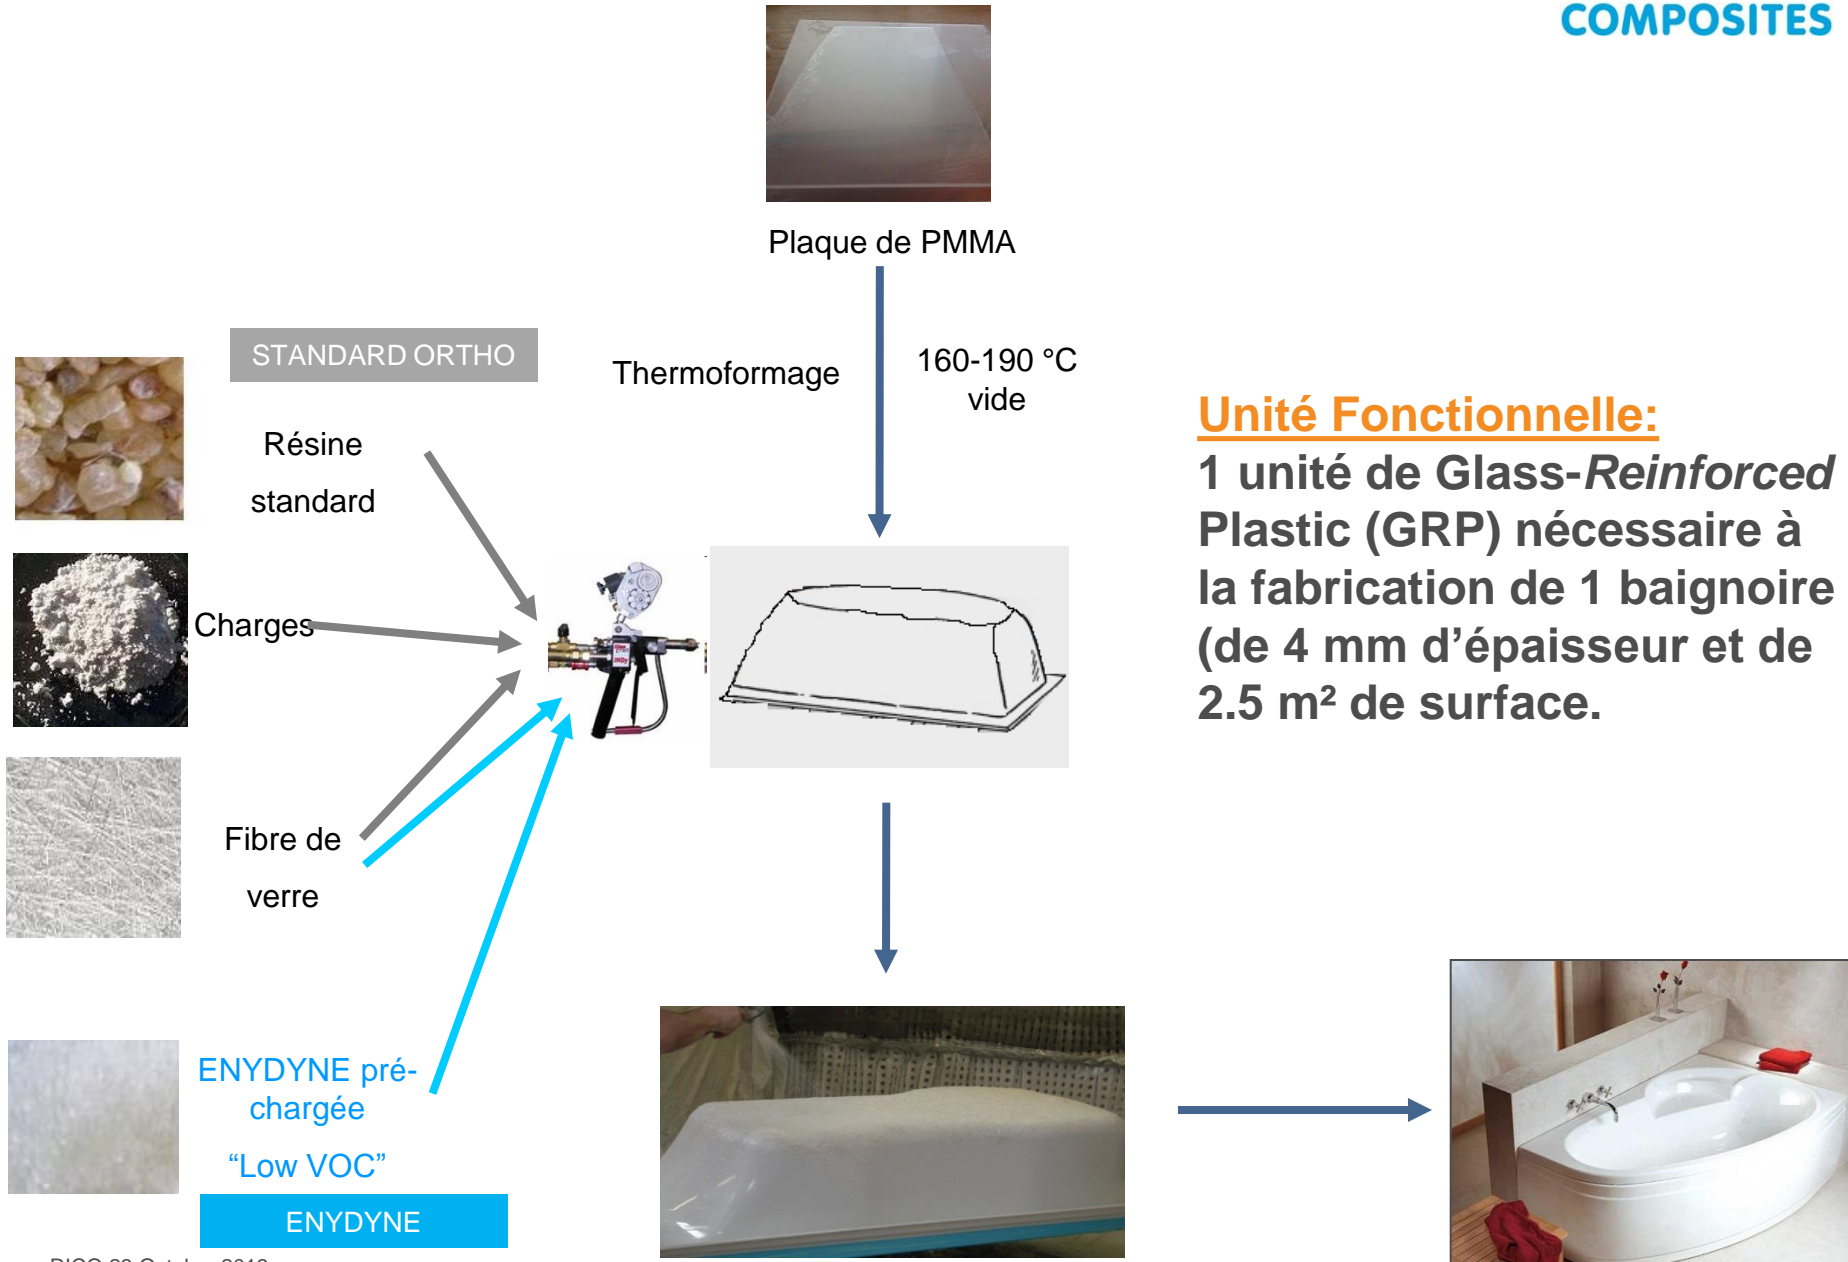 COMPOSITES
Plaque de PMMA
STANDARD ORTHO
Thermoformage
160-190 °C
vide
Résine
standard
Charges
Fibre de
verre
ENYDYNE pré-
chargée
“Low VOC”
ENYDYNE
Unité Fonctionnelle:
1 unité de Glass-Reinforced
Plastic (GRP) nécessaire à
la fabrication de 1 baignoire
(de 4 mm d’épaisseur et de
2.5 m² de surface.